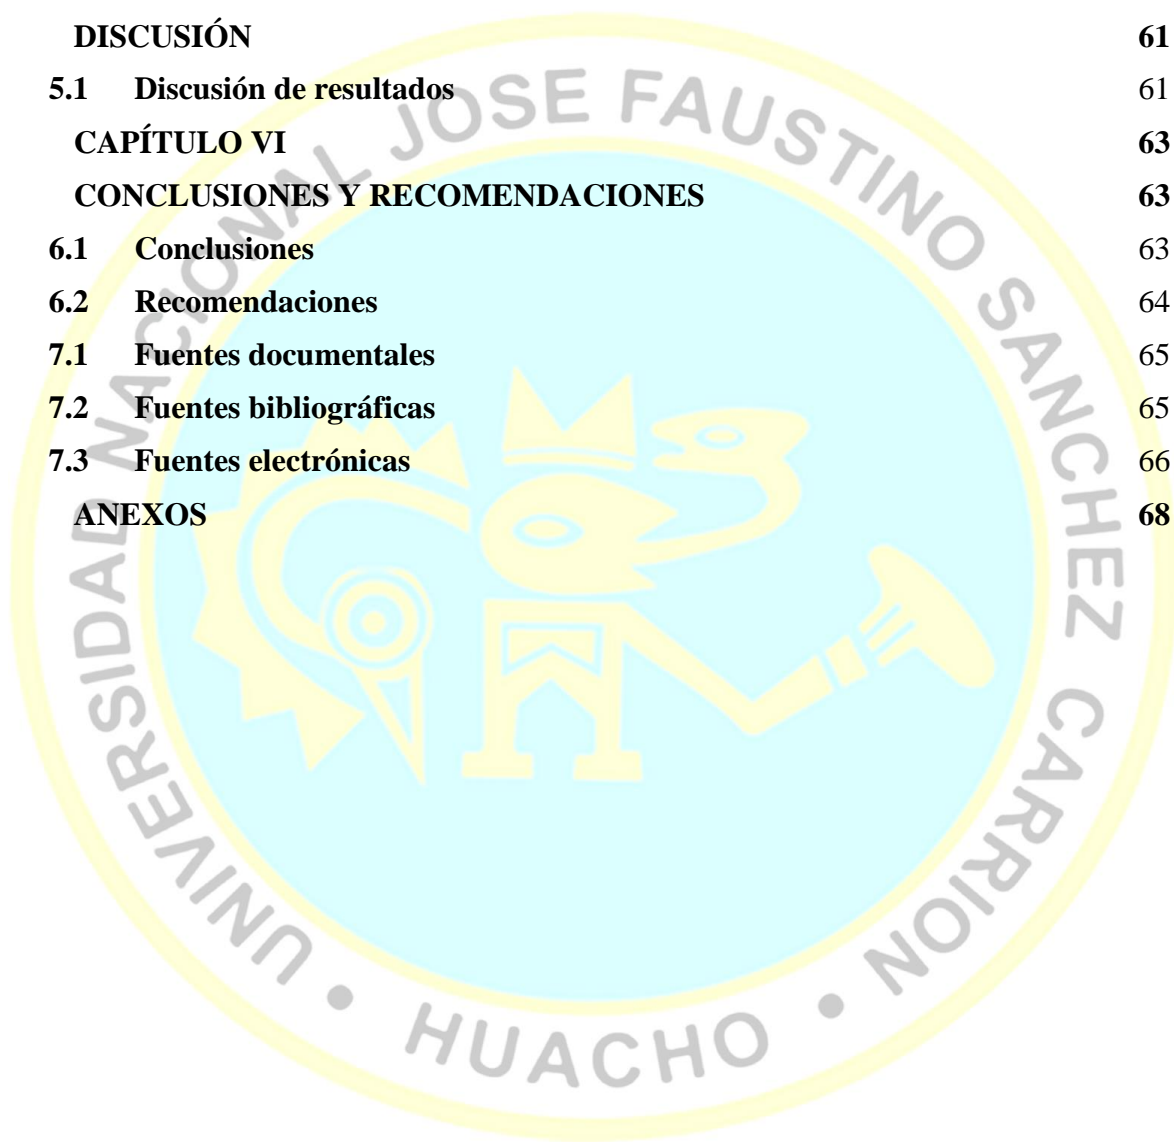 DISCUSIÓN 61
5.1 Discusión de resultados 61
CAPÍTULO VI 63
CONCLUSIONES Y RECOMENDACIONES 63
6.1 Conclusiones 63
6.2 Recomendaciones 64
7.1 Fuentes documentales 65
7.2 Fuentes bibliográficas 65
7.3 Fuentes electrónicas 66
ANEXOS 68
UNIVERSIDAD NACIONAL JOSE FAUSTINO SANCHEZ CARRION
• HUACHO •